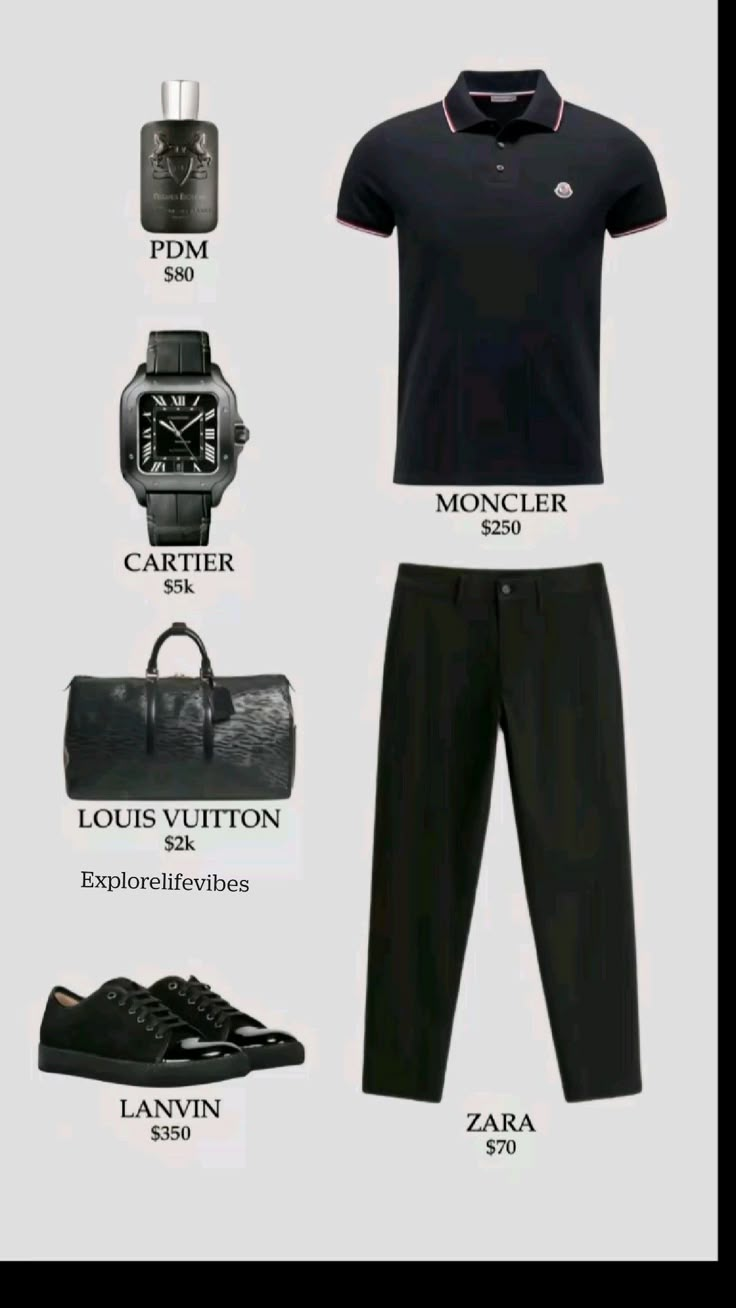 PDM
$80
CARTIER
$5k
LOUIS VUITTON
$2k
Explorelifevibes
LANVIN
$350
MONCLER
$250
ZARA
$70